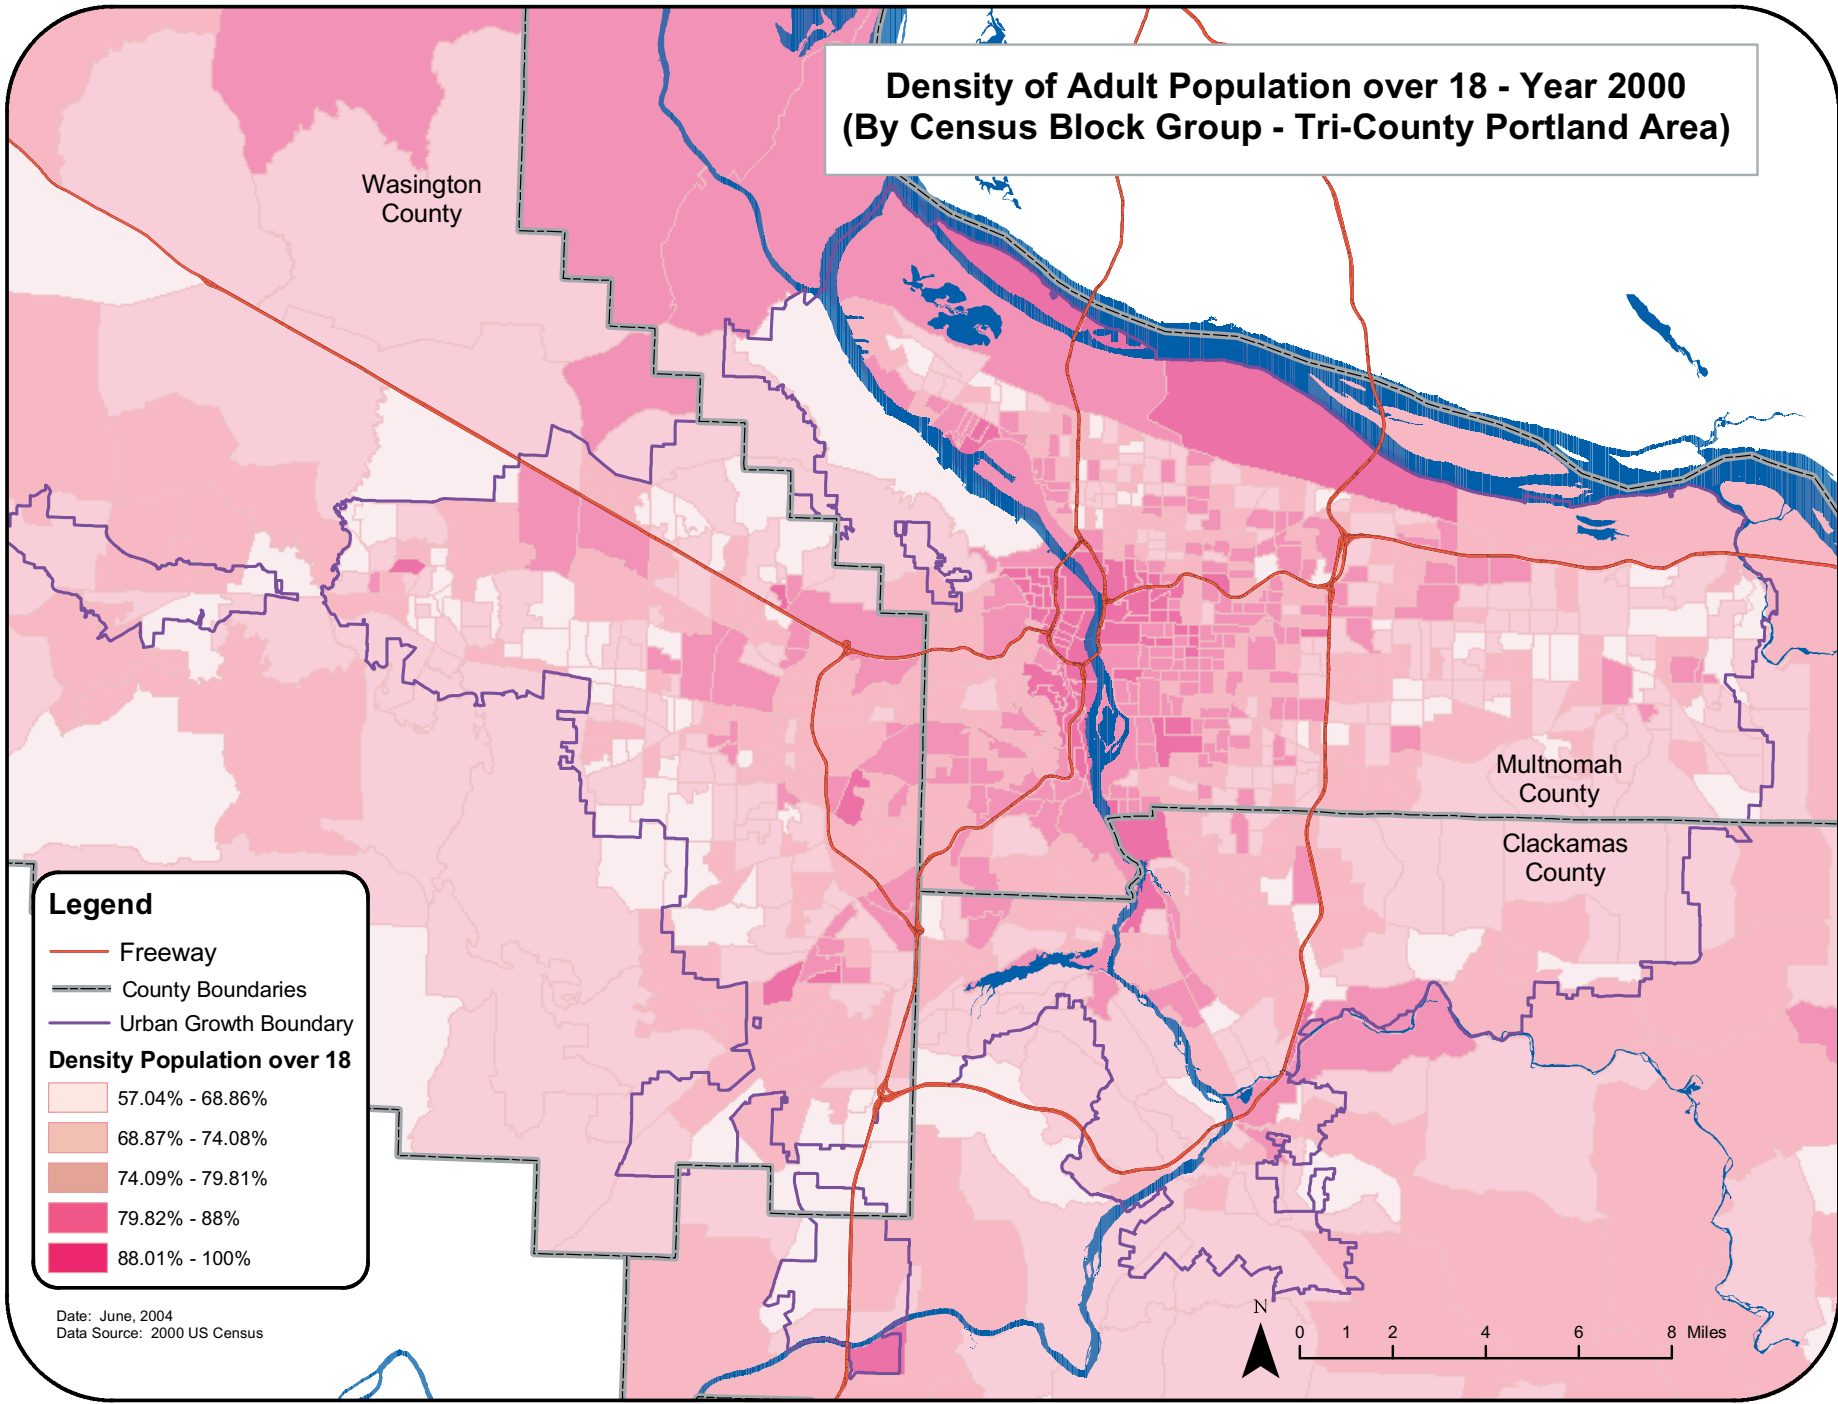 Density of Adult Population over 18 - Year 2000
(By Census Block Group - Tri-County Portland Area)
Wasington
County
Multnomah
County
Clackamas
County
Legend
Freeway
County Boundaries
Urban Growth Boundary
Density Population over 18
57.04% - 68.86%
68.87% - 74.08%
74.09% - 79.81%
79.82% - 88%
88.01% - 100%
Date: June, 2004
Data Source: 2000 US Census
N
0 1 2 4 6 8 Miles